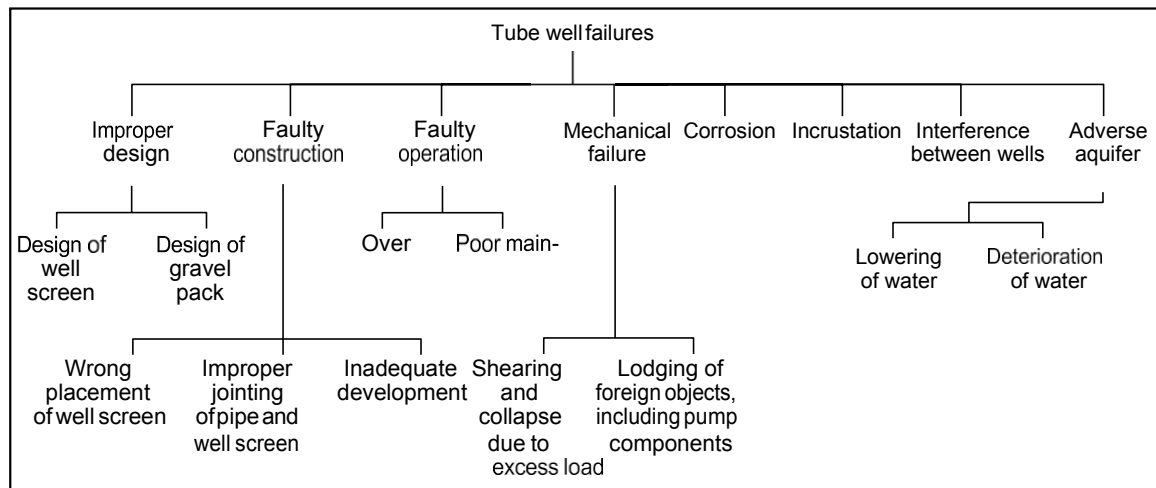 Tube well failures
Improper
design
Faulty
construction
Faulty
operation
Mechanical
failure
Corrosion
Incrustation
Interference
between wells
Adverse
aquifer
Design of
well
screen
Design of
gravel
pack
Over
Poor main-
Lowering
of water
Deterioration
of water
Wrong
placement
of well screen
Improper
jointing
of pipe and
well screen
Inadequate
development
Shearing
and
collapse
due to
excess load
Lodging of
foreign objects,
including pump
components